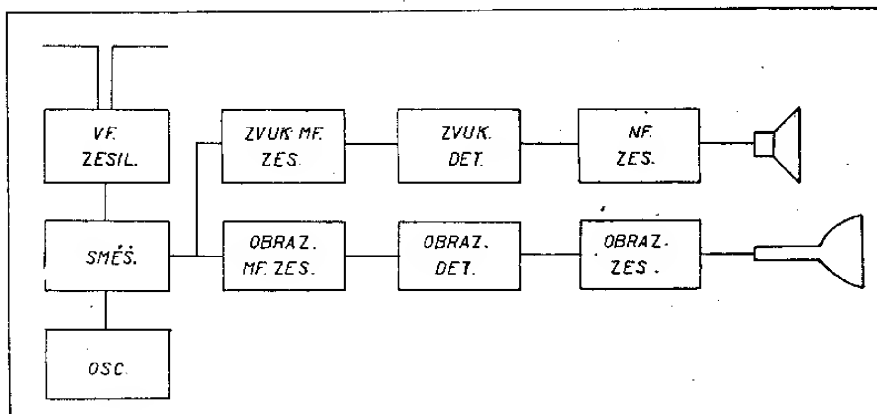 VF.
ZESIL.
ZVUK MF.
ZES.
ZVUK.
DET.
NF.
ZES.
SMĚŠ.
OBRAZ.
MF. ZES.
OBRAZ.
DET.
OBRAZ.
ZES.
OSC.